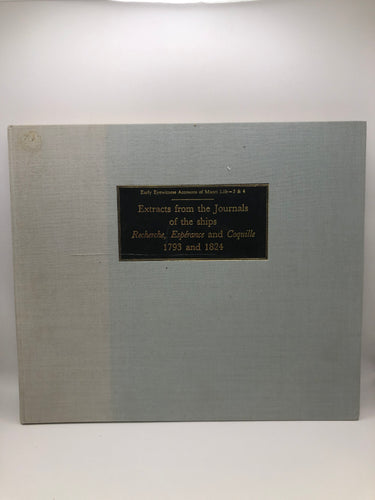 Early Eyewitness Accounts of Maori Life—3 & 4
Extracts from the Journals
of the ships
Recherche, Espérance and Coquille
1793 and 1824